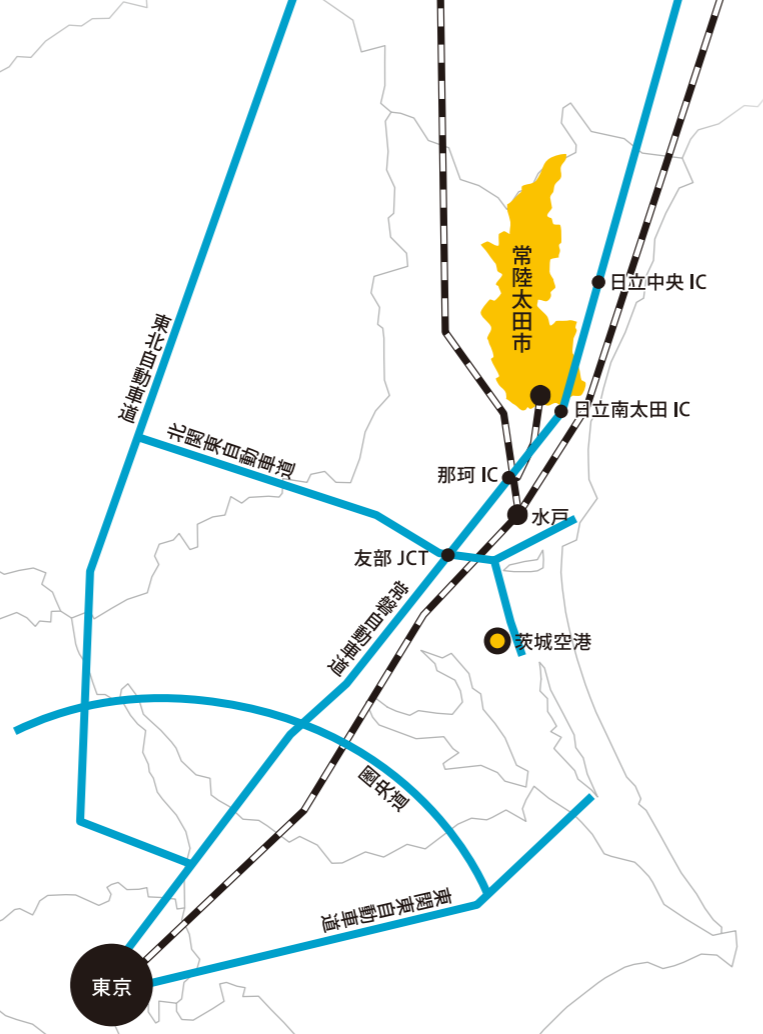 常陸太田市
日立中央 IC
東北自動車道
日立南太田 IC
北関東自動車道
那珂 IC
水戸
友部 JCT
常磐自動車道
茨城空港
圏央道
東関東自動車道
東京